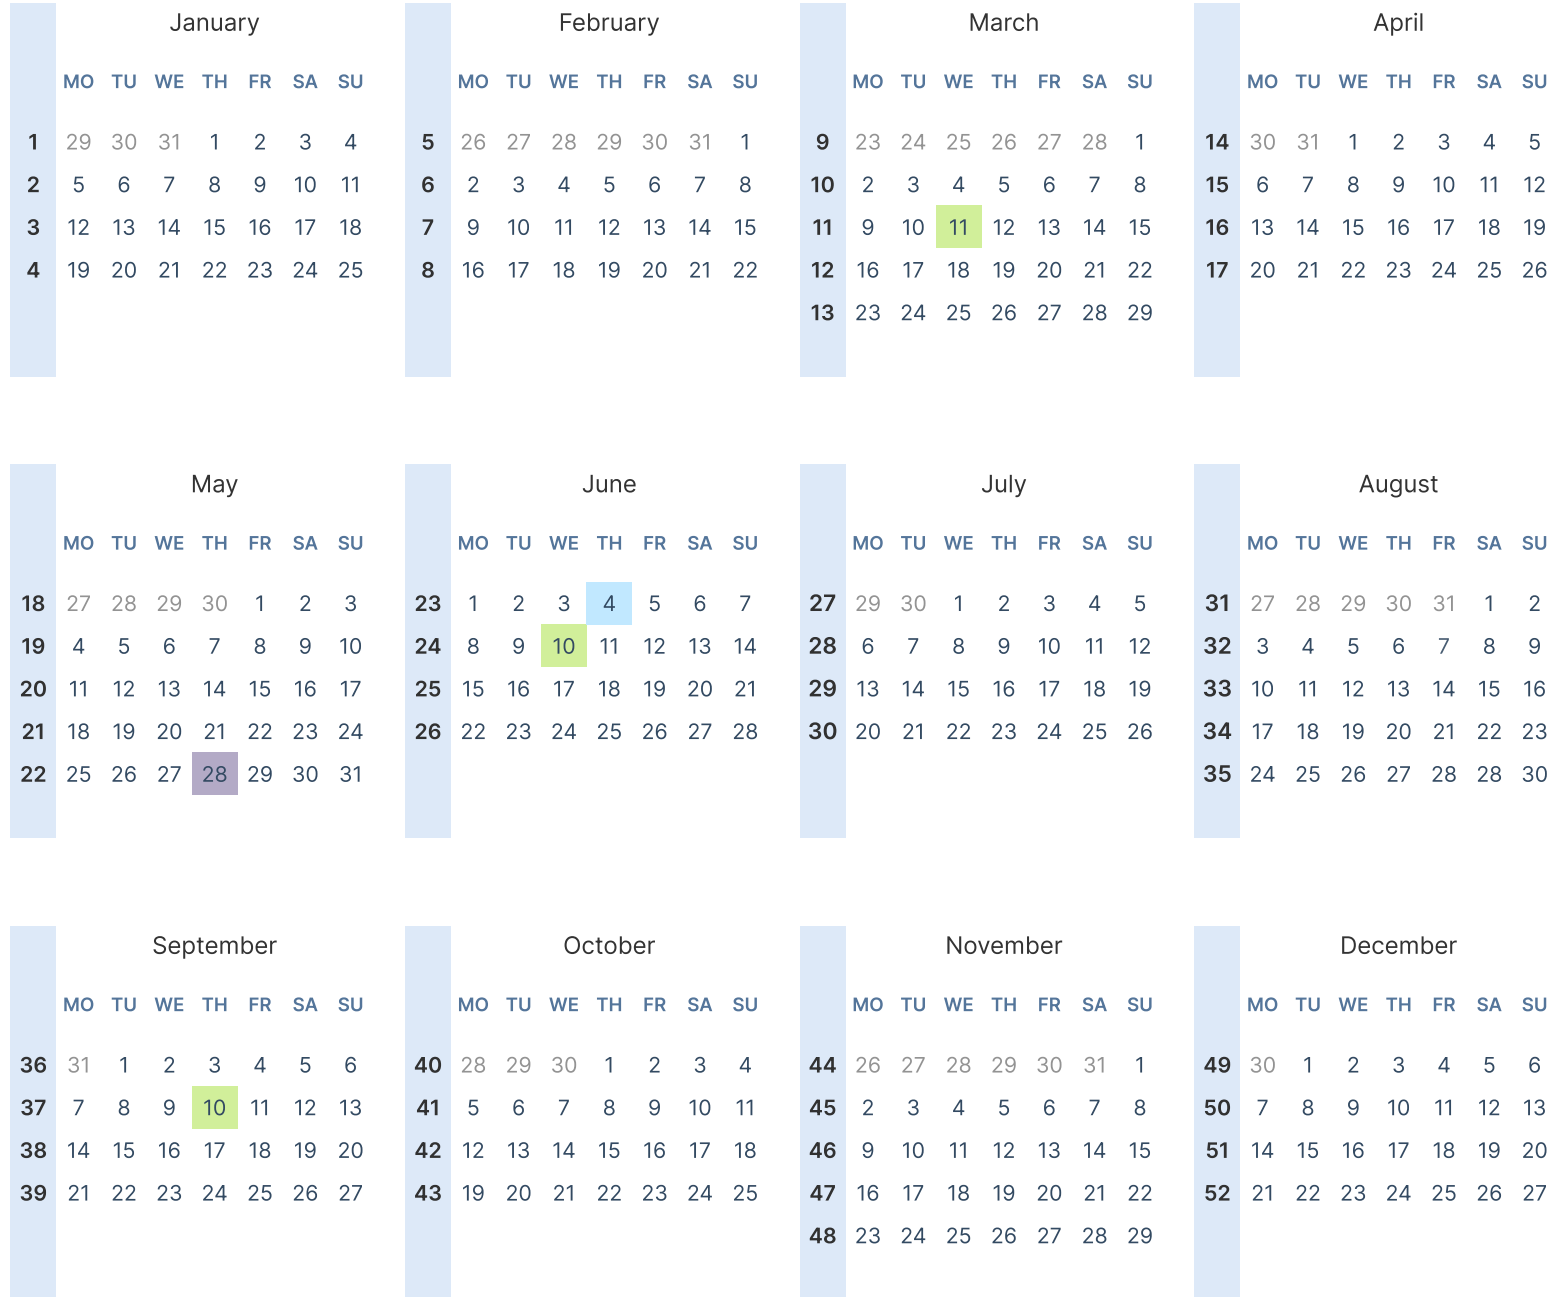 January
MO TU WE TH FR SA SU
1 29 30 31 1 2 3 4
2 5 6 7 8 9 10 11
3 12 13 14 15 16 17 18
4 19 20 21 22 23 24 25
February
MO TU WE TH FR SA SU
5 26 27 28 29 30 31 1
6 2 3 4 5 6 7 8
7 9 10 11 12 13 14 15
8 16 17 18 19 20 21 22
March
MO TU WE TH FR SA SU
9 23 24 25 26 27 28 1
10 2 3 4 5 6 7 8
11 9 10 11 12 13 14 15
12 16 17 18 19 20 21 22
13 23 24 25 26 27 28 29
April
MO TU WE TH FR SA SU
14 30 31 1 2 3 4 5
15 6 7 8 9 10 11 12
16 13 14 15 16 17 18 19
17 20 21 22 23 24 25 26
May
MO TU WE TH FR SA SU
18 27 28 29 30 1 2 3
19 4 5 6 7 8 9 10
20 11 12 13 14 15 16 17
21 18 19 20 21 22 23 24
22 25 26 27 28 29 30 31
June
MO TU WE TH FR SA SU
23 1 2 3 4 5 6 7
24 8 9 10 11 12 13 14
25 15 16 17 18 19 20 21
26 22 23 24 25 26 27 28
July
MO TU WE TH FR SA SU
27 29 30 1 2 3 4 5
28 6 7 8 9 10 11 12
29 13 14 15 16 17 18 19
30 20 21 22 23 24 25 26
August
MO TU WE TH FR SA SU
31 27 28 29 30 31 1 2
32 3 4 5 6 7 8 9
33 10 11 12 13 14 15 16
34 17 18 19 20 21 22 23
35 24 25 26 27 28 28 30
September
MO TU WE TH FR SA SU
36 31 1 2 3 4 5 6
37 7 8 9 10 11 12 13
38 14 15 16 17 18 19 20
39 21 22 23 24 25 26 27
October
MO TU WE TH FR SA SU
40 28 29 30 1 2 3 4
41 5 6 7 8 9 10 11
42 12 13 14 15 16 17 18
43 19 20 21 22 23 24 25
November
MO TU WE TH FR SA SU
44 26 27 28 29 30 31 1
45 2 3 4 5 6 7 8
46 9 10 11 12 13 14 15
47 16 17 18 19 20 21 22
48 23 24 25 26 27 28 29
December
MO TU WE TH FR SA SU
49 30 1 2 3 4 5 6
50 7 8 9 10 11 12 13
51 14 15 16 17 18 19 20
52 21 22 23 24 25 26 27